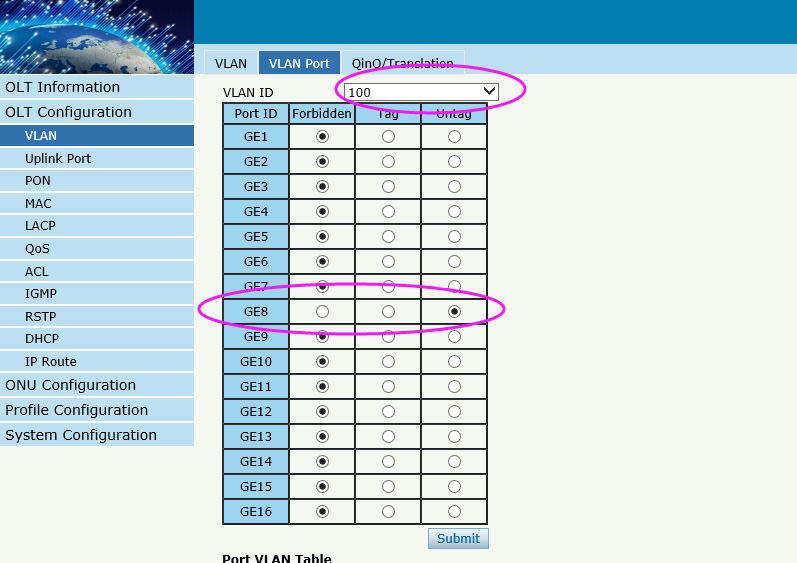 VLAN VLAN Port QinQ/Translation
OLT Information
OLT Configuration
VLAN
Uplink Port
PON
MAC
LACP
QoS
ACL
IGMP
RSTP
DHCP
IP Route
ONU Configuration
Profile Configuration
System Configuration
VLAN ID 100
Port ID Forbidden Tag Untag
GE1
GE2
GE3
GE4
GE5
GE6
GE7
GE8
GE9
GE10
GE11
GE12
GE13
GE14
GE15
GE16
Submit
Port VLAN Table